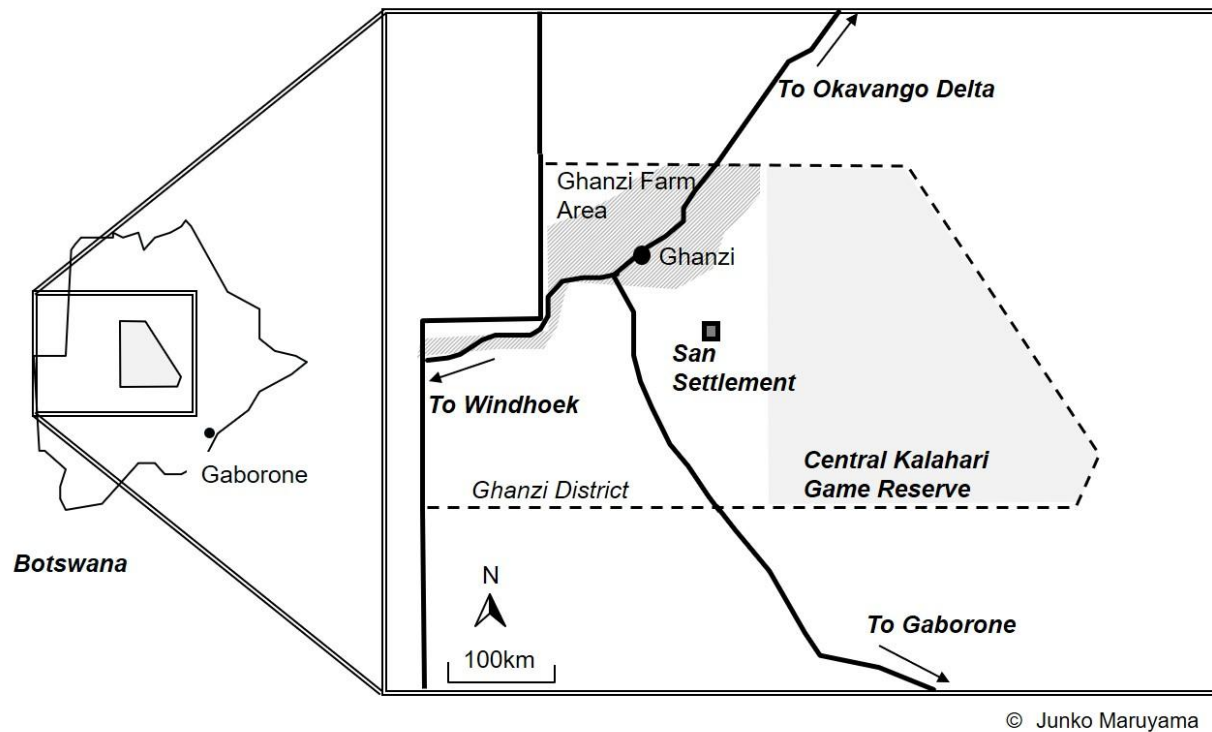 To Okavango Delta
Ghanzi Farm
Area
Ghanzi
San
Settlement
To Windhoek
Central Kalahari
Game Reserve
Gaborone
Ghanzi District
Botswana
N
To Gaborone
100km
© Junko Maruyama